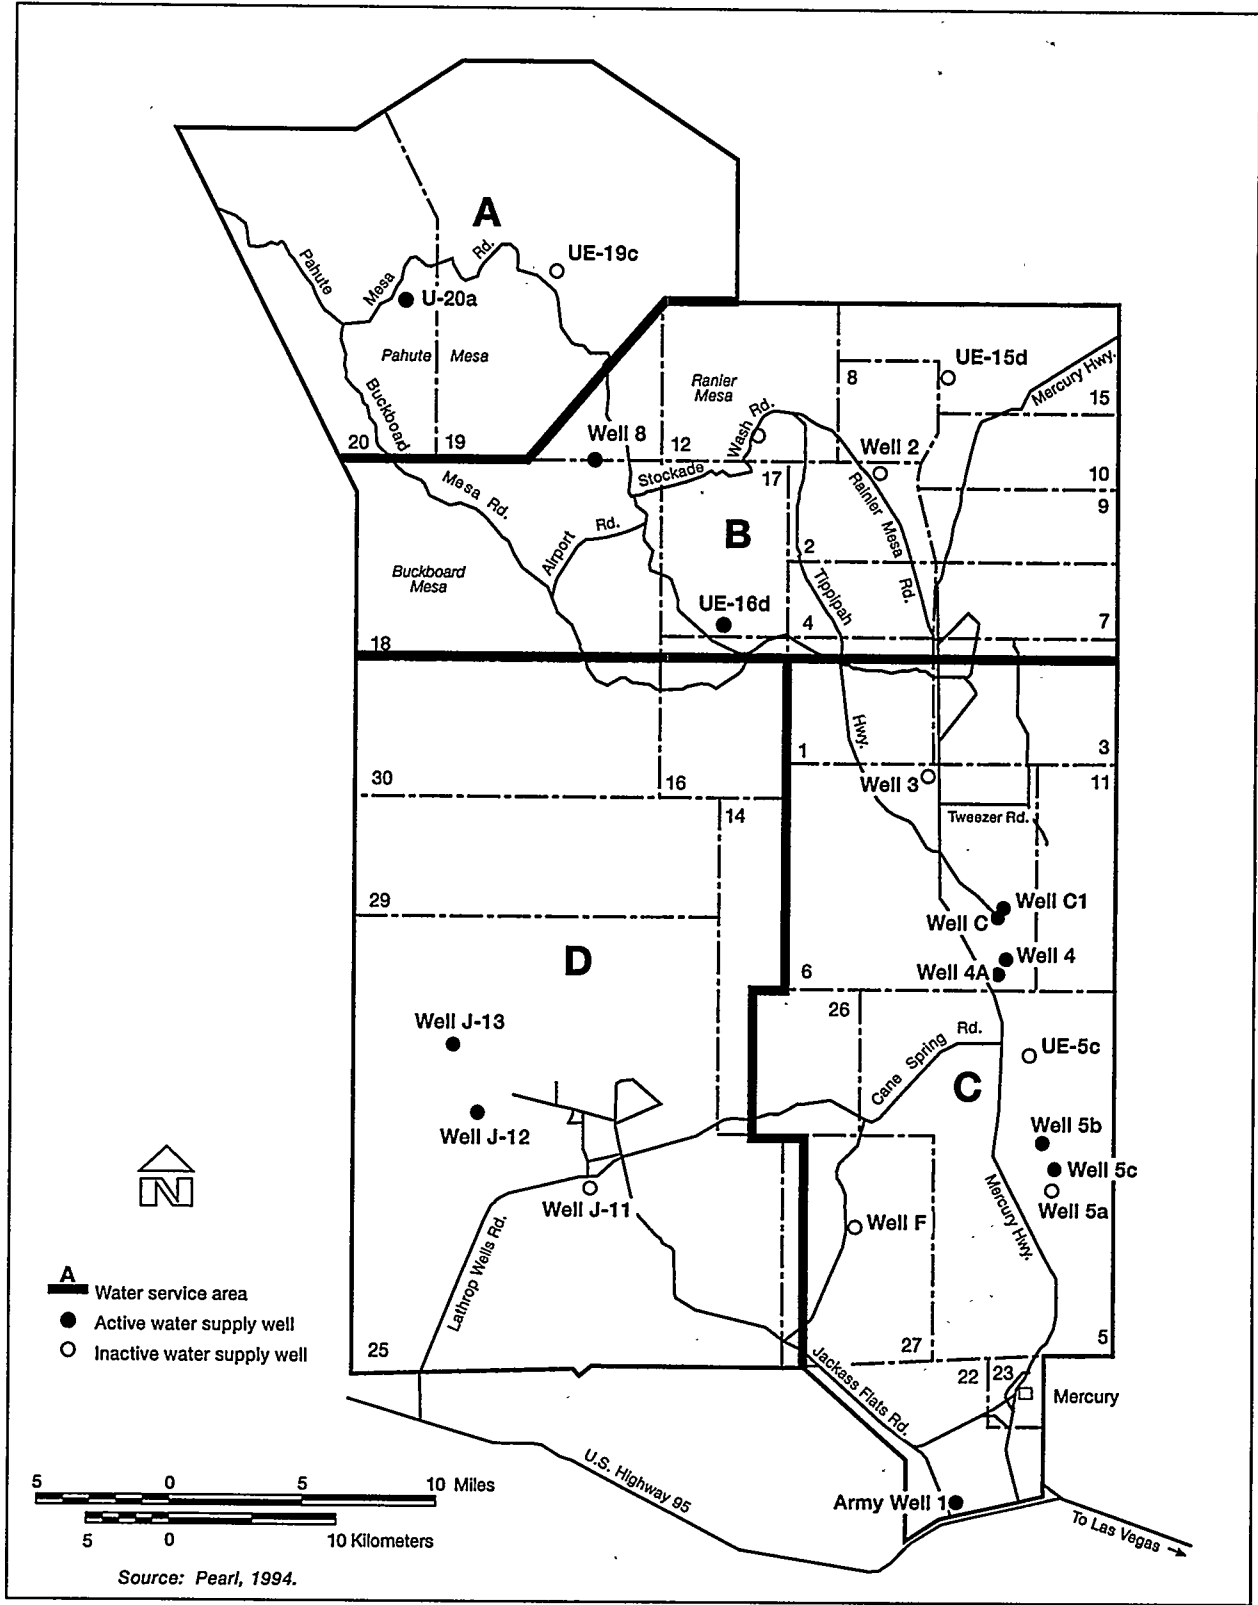 A
UE-19c
Pahute
Mesa
Rd.
U-20a
Pahute
Mesa
Buckboard
20
19
Mesa Rd.
Well 8
Ranier
Mesa
12
8
UE-15d
Mercury Hwy.
15
Wash Rd.
Well 2
Stockade
17
10
9
Rainier Mesa
Rd.
B
2
Airport
Rd.
Buckboard
Mesa
Tippipah
UE-16d
4
7
18
Hwy.
1
3
30
16
Well 3
11
14
Tweezer Rd.
29
Well C1
Well C
D
Well 4
Well 4A
6
26
Well J-13
Rd.
Cane Spring
UE-5c
C
Well J-12
Well 5b
Well 5c
Well 5a
Well J-11
Well F
Mercury Hwy.
Lathrop Wells Rd.
A
Water service area
Active water supply well
Inactive water supply well
25
27
5
Jackass Flats Rd.
22
23
Mercury
U.S. Highway 95
5 0 5 10 Miles
5 0 10 Kilometers
Army Well 1
To Las Vegas
Source: Pearl, 1994.
N